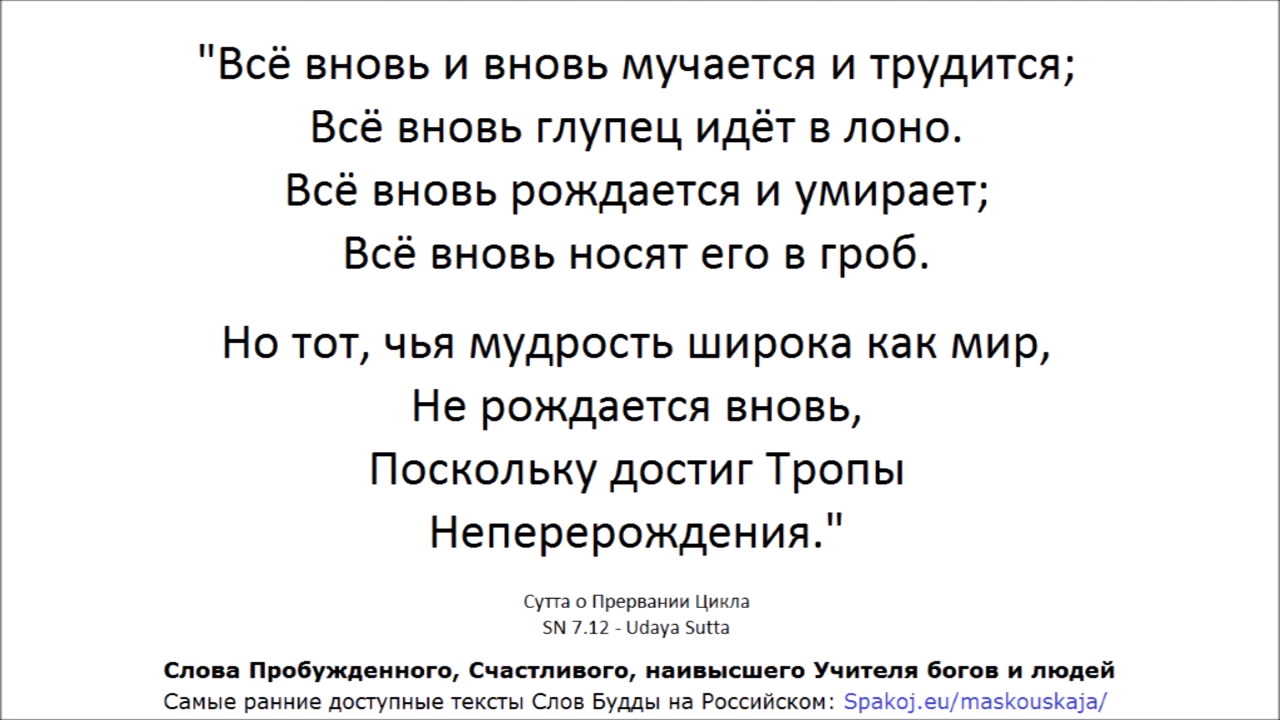 "Всё вновь и вновь мучается и трудится;
Всё вновь глупец идёт в лоно.
Всё вновь рождается и умирает;
Всё вновь носят его в гроб.
Но тот, чья мудрость широка как мир,
Не рождается вновь,
Поскольку достиг Тропы
Неперерождения."
Сутта о Прервании Цикла
SN 7.12 - Udaya Sutta
Слова Пробужденного, Счастливого, наивысшего Учителя богов и людей
Самые ранние доступные тексты Слов Будды на Российском: Spakoj.eu/maskouskaja/